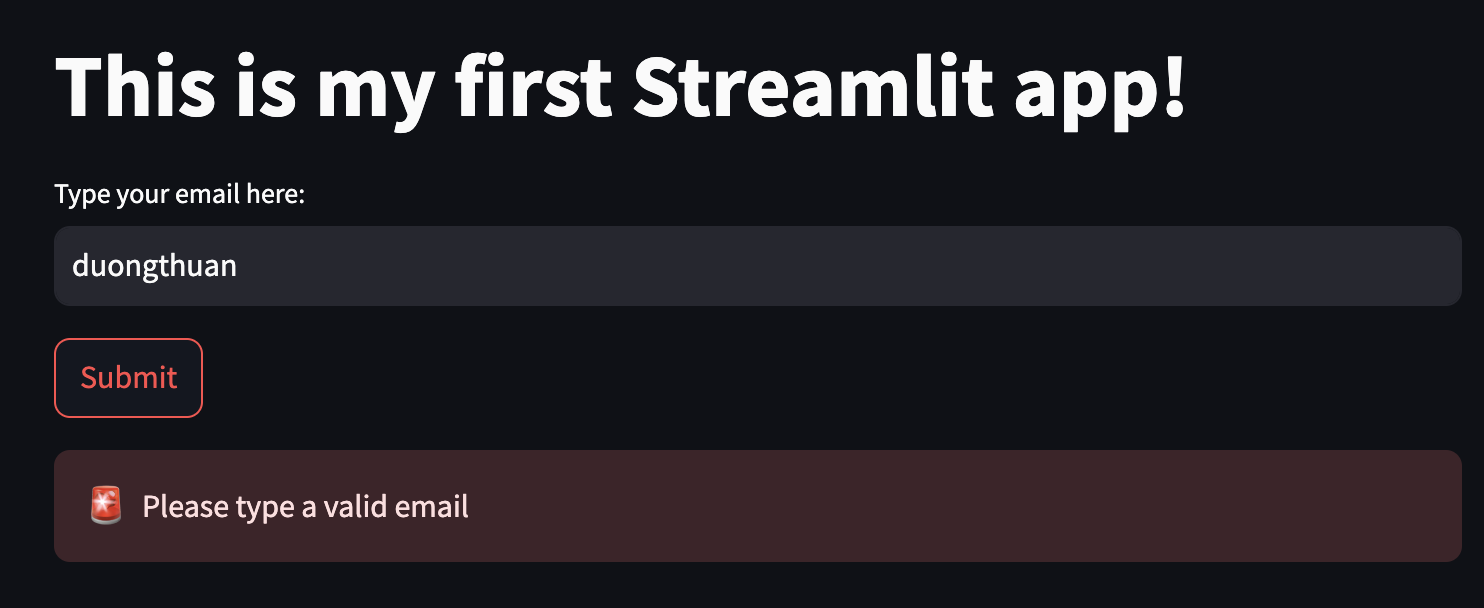 This is my first Streamlit app!
Type your email here:
duongthuan
Submit
🚨 Please type a valid email